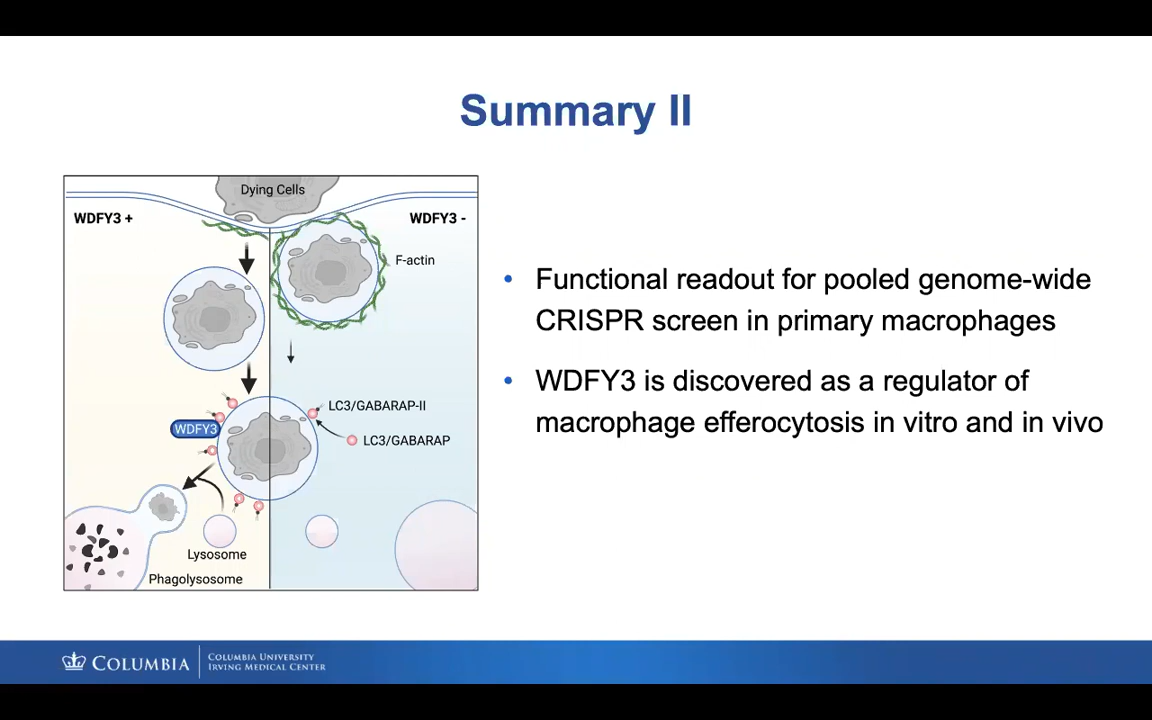 Summary II
Dying Cells
WDFY3 +
WDFY3 -
F-actin
LC3/GABARAP-II
WDFY3
LC3/GABARAP
Lysosome
Phagolysosome
• Functional readout for pooled genome-wide
CRISPR screen in primary macrophages
• WDFY3 is discovered as a regulator of
macrophage efferocytosis in vitro and in vivo
COLUMBIA
COLUMBIA UNIVERSITY
IRVING MEDICAL CENTER